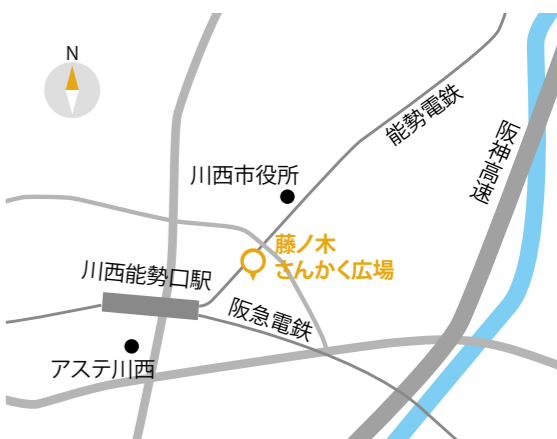 N
能勢電鉄
阪神高速
川西市役所
藤ノ木
さんかく広場
川西能勢口駅
阪急電鉄
アステ川西